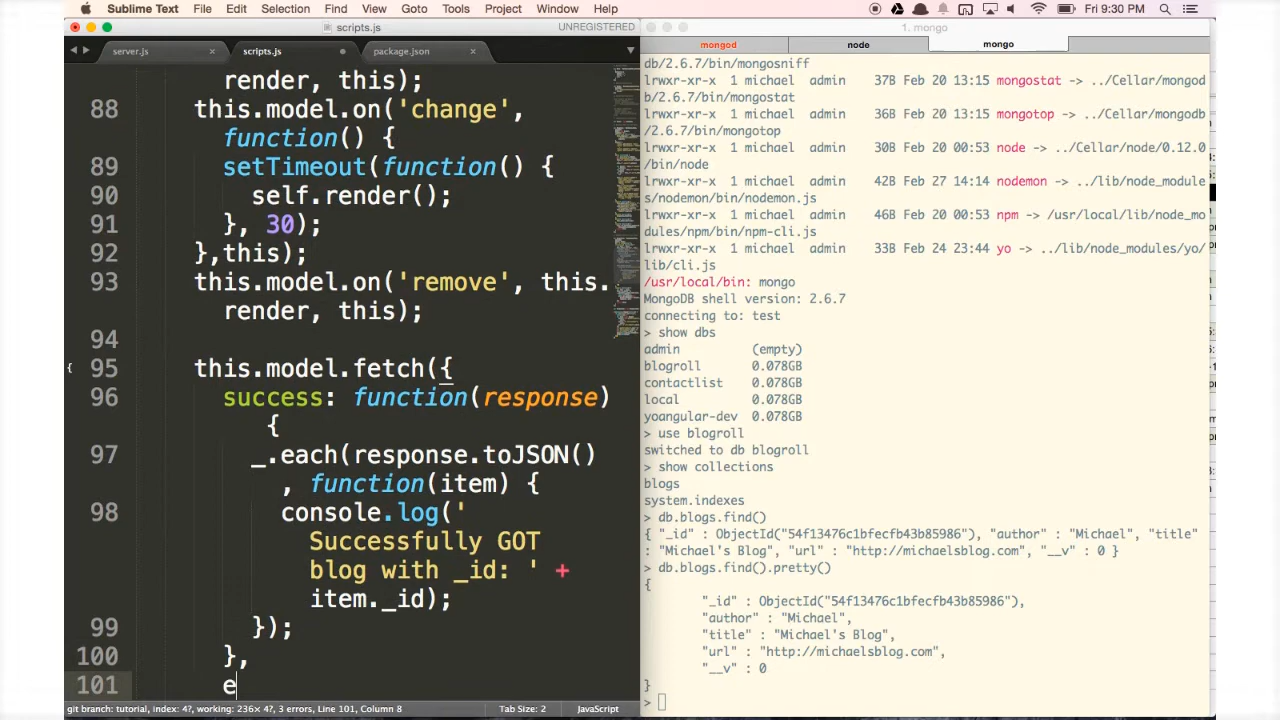 Sublime Text File Edit Selection Find View Goto Tools Project Window Help Fri 9:30 PM
scripts.js UNREGISTERED
server.js scripts.js package.json
render, this);
88 this.model.on('change',
function() {
89 setTimeout(function() {
90 self.render();
91 }, 30);
92 },this);
93 this.model.on('remove', this.
render, this);
94
95 this.model.fetch({
96 success: function(response)
{
97 _.each(response.toJSON()
, function(item) {
98 console.log('
Successfully GOT
blog with _id: ' +
item._id);
99 });
100 },
101 e
git branch: tutorial, index: 4?, working: 236≠ 4?, 3 errors, Line 101, Column 8 Tab Size: 2 JavaScript
1. mongo
mongod node mongo
db/2.6.7/bin/mongosniff
lrwxr-xr-x 1 michael admin 37B Feb 20 13:15 mongostat -> ../Cellar/mongod
b/2.6.7/bin/mongostat
lrwxr-xr-x 1 michael admin 36B Feb 20 13:15 mongotop -> ../Cellar/mongodb
/2.6.7/bin/mongotop
lrwxr-xr-x 1 michael admin 30B Feb 20 00:53 node -> ../Cellar/node/0.12.0
/bin/node
lrwxr-xr-x 1 michael admin 42B Feb 27 14:14 nodemon -> ../lib/node_module
s/nodemon/bin/nodemon.js
lrwxr-xr-x 1 michael admin 46B Feb 20 00:53 npm -> /usr/local/lib/node_mo
dules/npm/bin/npm-cli.js
lrwxr-xr-x 1 michael admin 33B Feb 24 23:44 yo -> ../lib/node_modules/yo/
lib/cli.js
/usr/local/bin: mongo
MongoDB shell version: 2.6.7
connecting to: test
> show dbs
admin (empty)
blogroll 0.078GB
contactlist 0.078GB
local 0.078GB
yoangular-dev 0.078GB
> use blogroll
switched to db blogroll
> show collections
blogs
system.indexes
> db.blogs.find()
{ "_id" : ObjectId("54f13476c1bfecfb43b85986"), "author" : "Michael", "title"
: "Michael's Blog", "url" : "http://michaelsblog.com", "__v" : 0 }
> db.blogs.find().pretty()
{
"_id" : ObjectId("54f13476c1bfecfb43b85986"),
"author" : "Michael",
"title" : "Michael's Blog",
"url" : "http://michaelsblog.com",
"__v" : 0
}
>